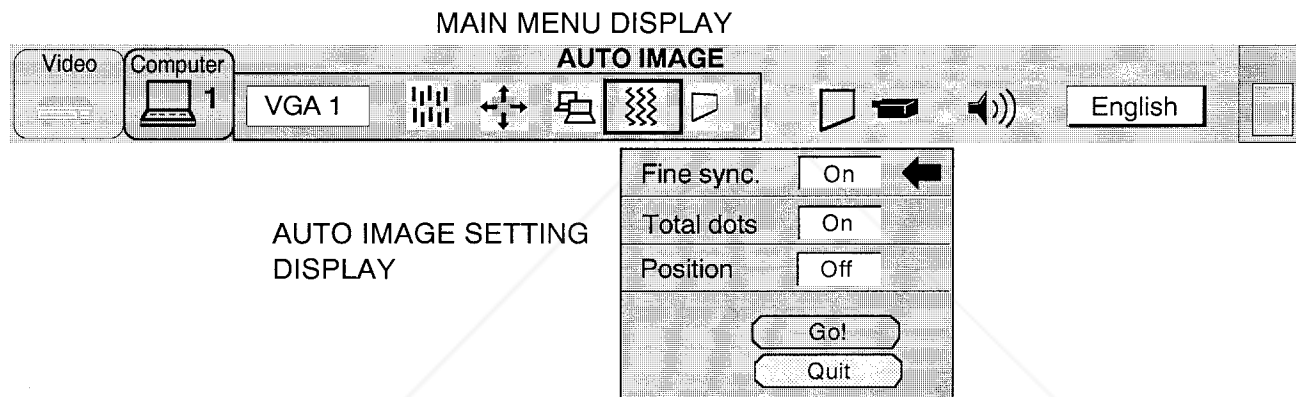 MAIN MENU DISPLAY
AUTO IMAGE
Video
Computer
1
VGA 1
English
Fine sync. On
Total dots On
Position Off
AUTO IMAGE SETTING
DISPLAY
Go!
Quit